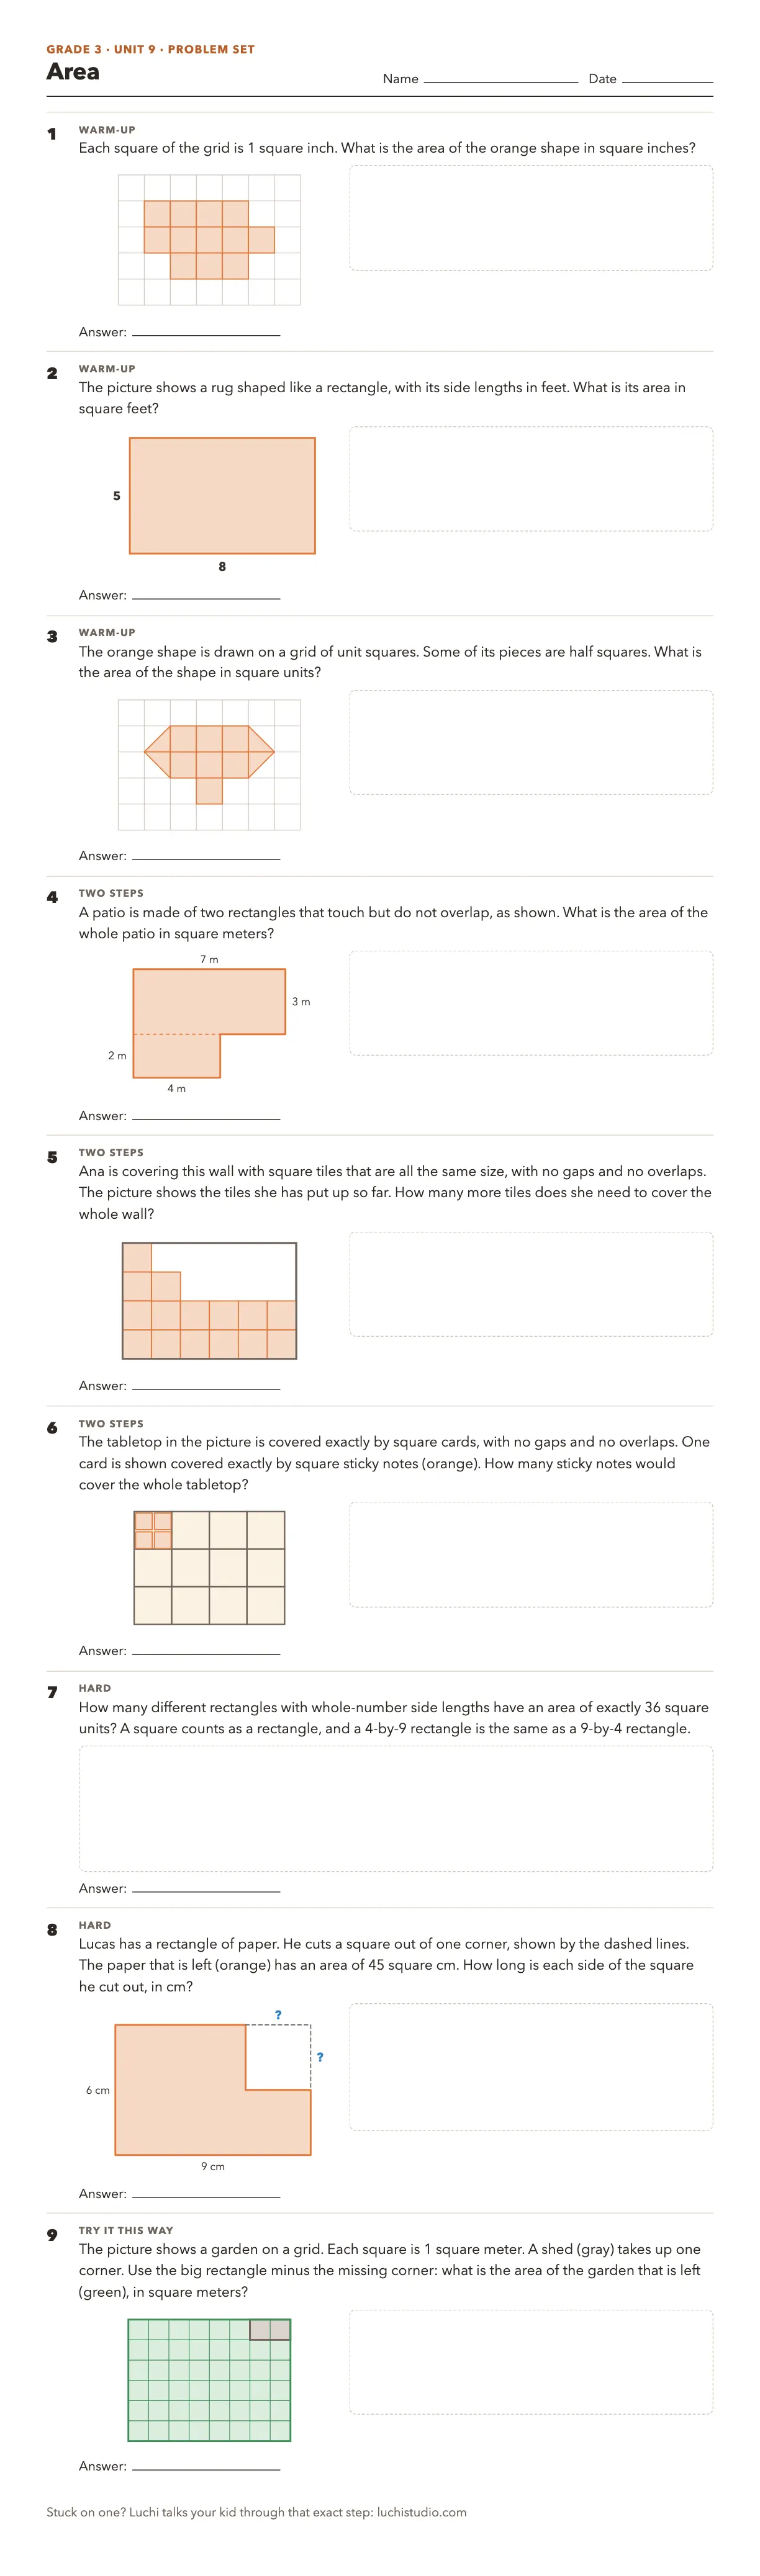 GRADE 3 · UNIT 9 · PROBLEM SET
Area
Name
Date
1
WARM-UP
Each square of the grid is 1 square inch. What is the area of the orange shape in square inches?
Answer:
2
WARM-UP
The picture shows a rug shaped like a rectangle, with its side lengths in feet. What is its area in
square feet?
5
8
Answer:
3
WARM-UP
The orange shape is drawn on a grid of unit squares. Some of its pieces are half squares. What is
the area of the shape in square units?
Answer:
4
TWO STEPS
A patio is made of two rectangles that touch but do not overlap, as shown. What is the area of the
whole patio in square meters?
7 m
3 m
2 m
4 m
Answer:
5
TWO STEPS
Ana is covering this wall with square tiles that are all the same size, with no gaps and no overlaps.
The picture shows the tiles she has put up so far. How many more tiles does she need to cover the
whole wall?
Answer:
6
TWO STEPS
The tabletop in the picture is covered exactly by square cards, with no gaps and no overlaps. One
card is shown covered exactly by square sticky notes (orange). How many sticky notes would
cover the whole tabletop?
Answer:
7
HARD
How many different rectangles with whole-number side lengths have an area of exactly 36 square
units? A square counts as a rectangle, and a 4-by-9 rectangle is the same as a 9-by-4 rectangle.
Answer:
8
HARD
Lucas has a rectangle of paper. He cuts a square out of one corner, shown by the dashed lines.
The paper that is left (orange) has an area of 45 square cm. How long is each side of the square
he cut out, in cm?
?
?
6 cm
9 cm
Answer:
9
TRY IT THIS WAY
The picture shows a garden on a grid. Each square is 1 square meter. A shed (gray) takes up one
corner. Use the big rectangle minus the missing corner: what is the area of the garden that is left
(green), in square meters?
Answer:
Stuck on one? Luchi talks your kid through that exact step: luchistudio.com